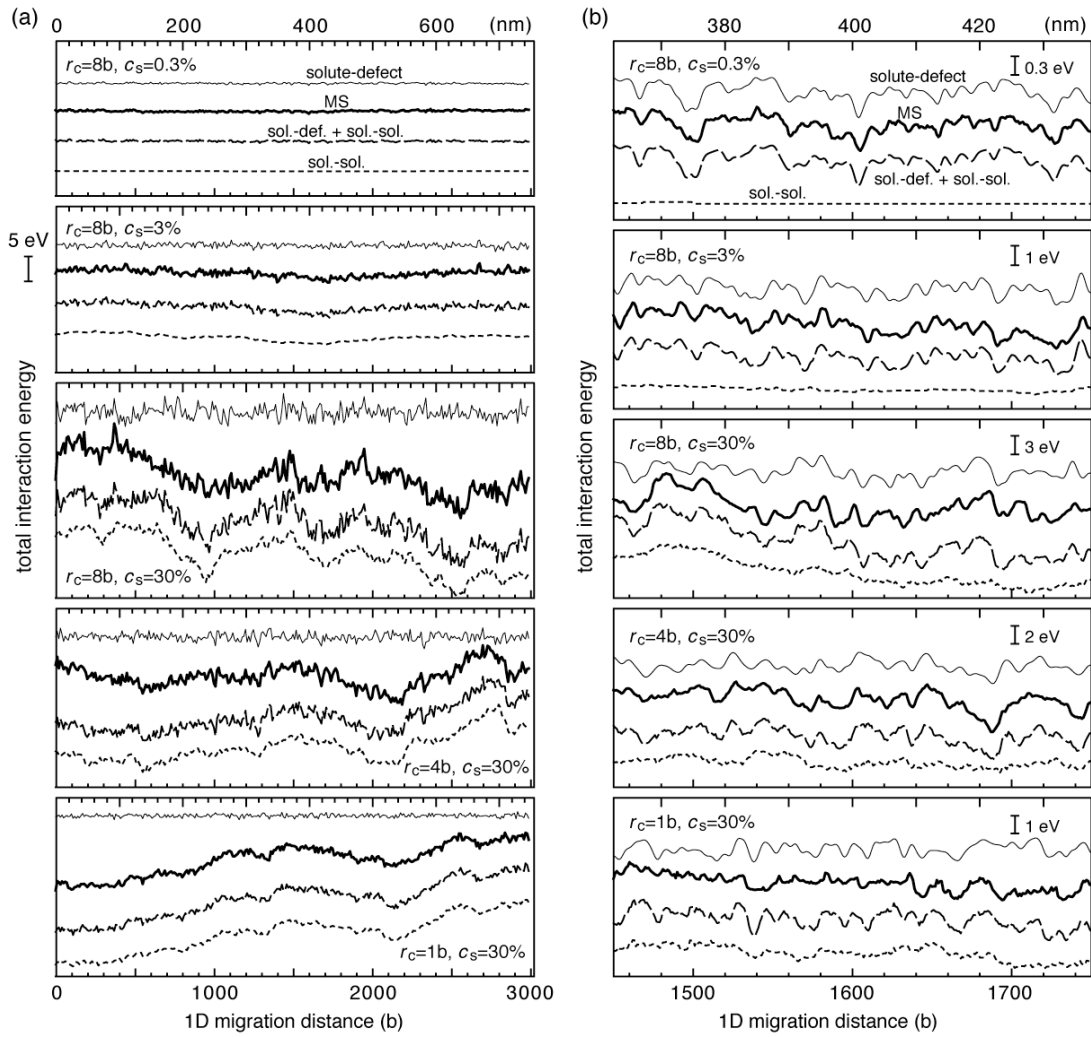 (a)
0 200 400 600 (nm)
r_c=8b, c_s=0.3%
solute-defect
MS
sol.-def. + sol.-sol.
sol.-sol.
5 eV
r_c=8b, c_s=3%
r_c=8b, c_s=30%
r_c=4b, c_s=30%
r_c=1b, c_s=30%
total interaction energy
0 1000 2000 3000
1D migration distance (b)
(b)
380 400 420 (nm)
r_c=8b, c_s=0.3%
solute-defect
0.3 eV
MS
sol.-def. + sol.-sol.
sol.-sol.
r_c=8b, c_s=3%
1 eV
r_c=8b, c_s=30%
3 eV
r_c=4b, c_s=30%
2 eV
r_c=1b, c_s=30%
1 eV
total interaction energy
1500 1600 1700
1D migration distance (b)